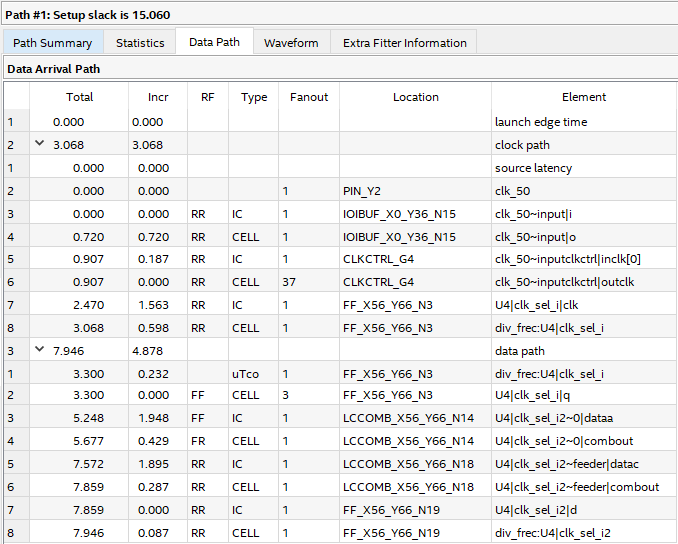 Path #1: Setup slack is 15.060
Path Summary Statistics Data Path Waveform Extra Fitter Information
Data Arrival Path
Total Incr RF Type Fanout Location Element
1 0.000 0.000 launch edge time
2 3.068 3.068 clock path
1 0.000 0.000 source latency
2 0.000 0.000 1 PIN_Y2 clk_50
3 0.000 0.000 RR IC 1 IOIBUF_X0_Y36_N15 clk_50~input|i
4 0.720 0.720 RR CELL 1 IOIBUF_X0_Y36_N15 clk_50~input|o
5 0.907 0.187 RR IC 1 CLKCTRL_G4 clk_50~inputclkctrl|inclk[0]
6 0.907 0.000 RR CELL 37 CLKCTRL_G4 clk_50~inputclkctrl|outclk
7 2.470 1.563 RR IC 1 FF_X56_Y66_N3 U4|clk_sel_i|clk
8 3.068 0.598 RR CELL 1 FF_X56_Y66_N3 div_frec:U4|clk_sel_i
3 7.946 4.878 data path
1 3.300 0.232 uTco 1 FF_X56_Y66_N3 div_frec:U4|clk_sel_i
2 3.300 0.000 FF CELL 3 FF_X56_Y66_N3 U4|clk_sel_i|q
3 5.248 1.948 FF IC 1 LCCOMB_X56_Y66_N14 U4|clk_sel_i2~0|dataa
4 5.677 0.429 FR CELL 1 LCCOMB_X56_Y66_N14 U4|clk_sel_i2~0|combout
5 7.572 1.895 RR IC 1 LCCOMB_X56_Y66_N18 U4|clk_sel_i2~feeder|datac
6 7.859 0.287 RR CELL 1 LCCOMB_X56_Y66_N18 U4|clk_sel_i2~feeder|combout
7 7.859 0.000 RR IC 1 FF_X56_Y66_N19 U4|clk_sel_i2|d
8 7.946 0.087 RR CELL 1 FF_X56_Y66_N19 div_frec:U4|clk_sel_i2